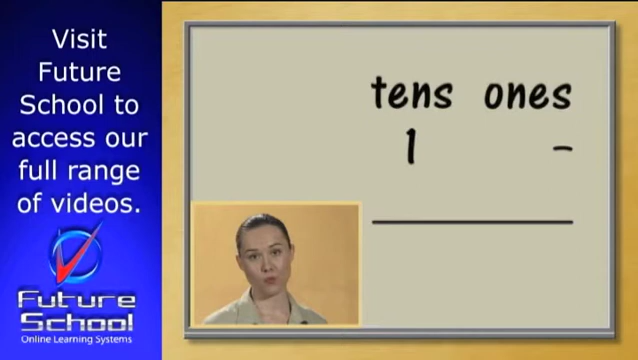 Visit
Future
School to
access our
full range
of videos.
Future
School
Online Learning Systems
tens ones
1 -